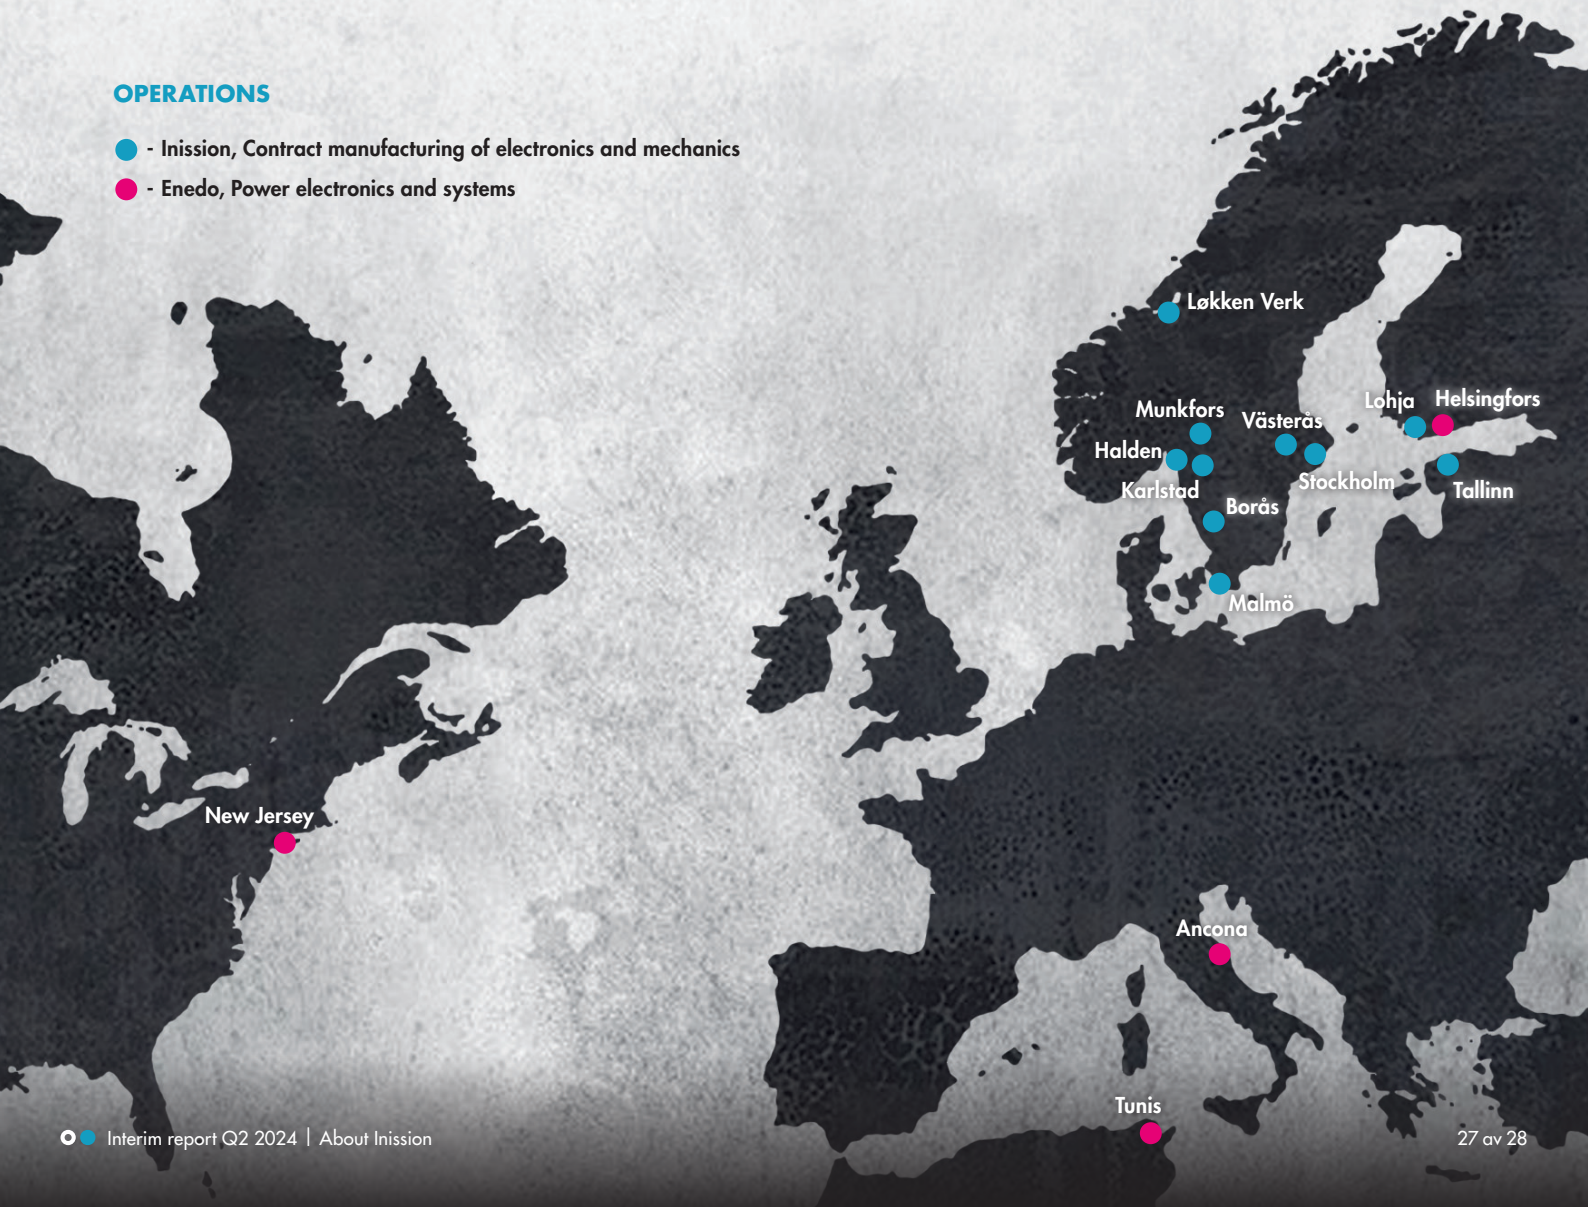 OPERATIONS
- Inission, Contract manufacturing of electronics and mechanics
- Enedo, Power electronics and systems
Løkken Verk
Lohja
Helsingfors
Munkfors
Västerås
Halden
Stockholm
Karlstad
Tallinn
Borås
Malmö
New Jersey
Ancona
Tunis
Interim report Q2 2024 | About Inission
27 av 28